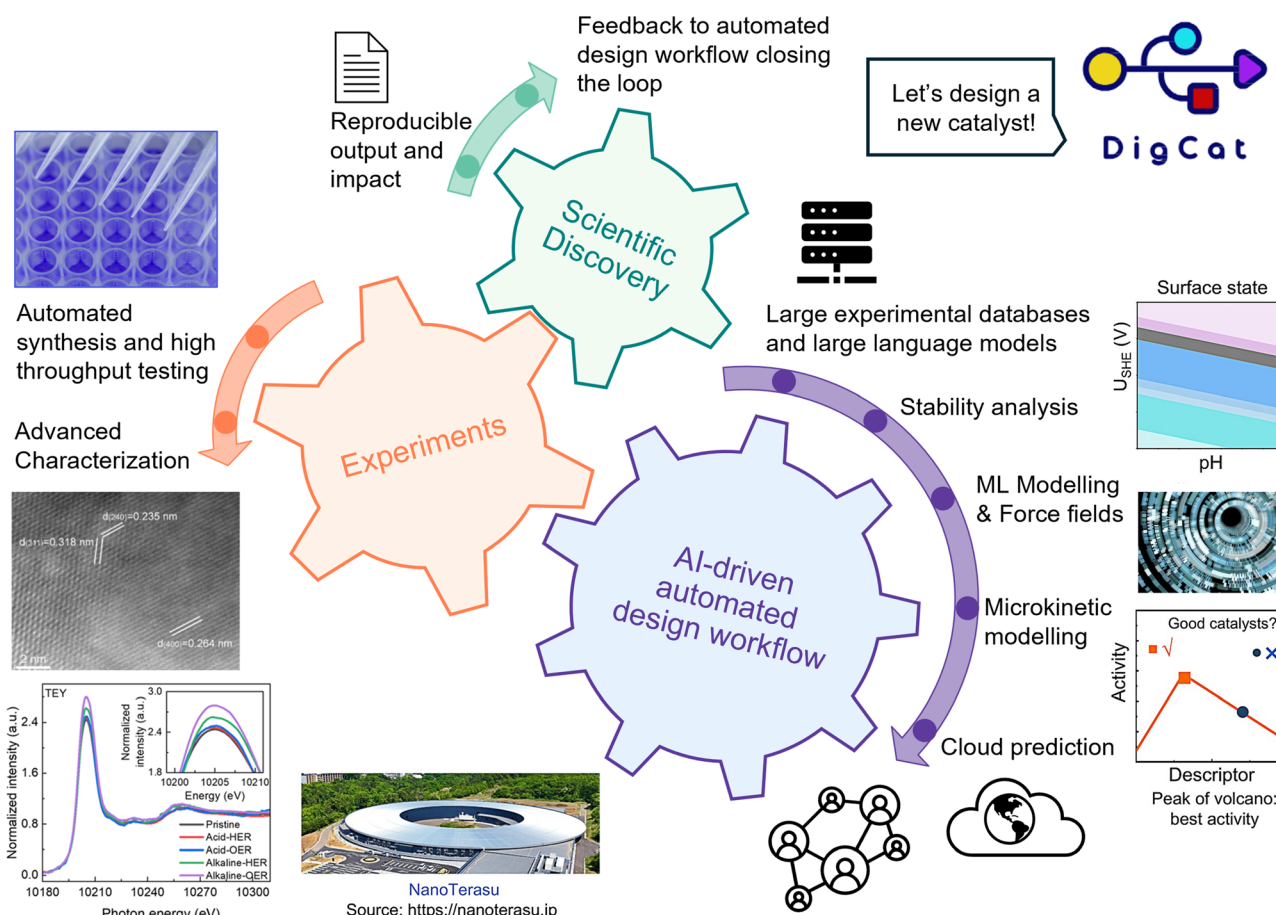 Feedback to automated
design workflow closing
the loop
Reproducible
output and
impact
Let's design a
new catalyst!
DigCat
Scientific
Discovery
Automated
synthesis and high
throughput testing
Advanced
Characterization
Experiments
Large experimental databases
and large language models
Stability analysis
ML Modelling
& Force fields
Microkinetic
modelling
Cloud prediction
AI-driven
automated
design workflow
Surface state
U_SHE (V)
pH
Good catalysts?
√
Activity
Descriptor
Peak of volcano:
best activity
d(240)=0.235 nm
d(311)=0.318 nm
d(400)=0.264 nm
2 nm
TEY
Normalized intensity (a.u.)
2.4
1.6
0.8
0.0
10180
10210
10240
10270
10300
Photon energy (eV)
Normalized
intensity (a.u.)
3.0
2.4
1.8
10200
10205
10210
Energy (eV)
Pristine
Acid-HER
Acid-OER
Alkaline-HER
Alkaline-OER
NanoTerasu
Source: https://nanoterasu.jp